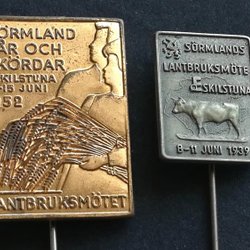 SÖRMLAND
ÅR OCH
SKÖRDAR
ESKILSTUNA
-15 JUNI
52
LANTBRUKSMÖTET
SÖRMLANDS
LANTBRUKSMÖTE
ESKILSTUNA
8-11 JUNI 1939